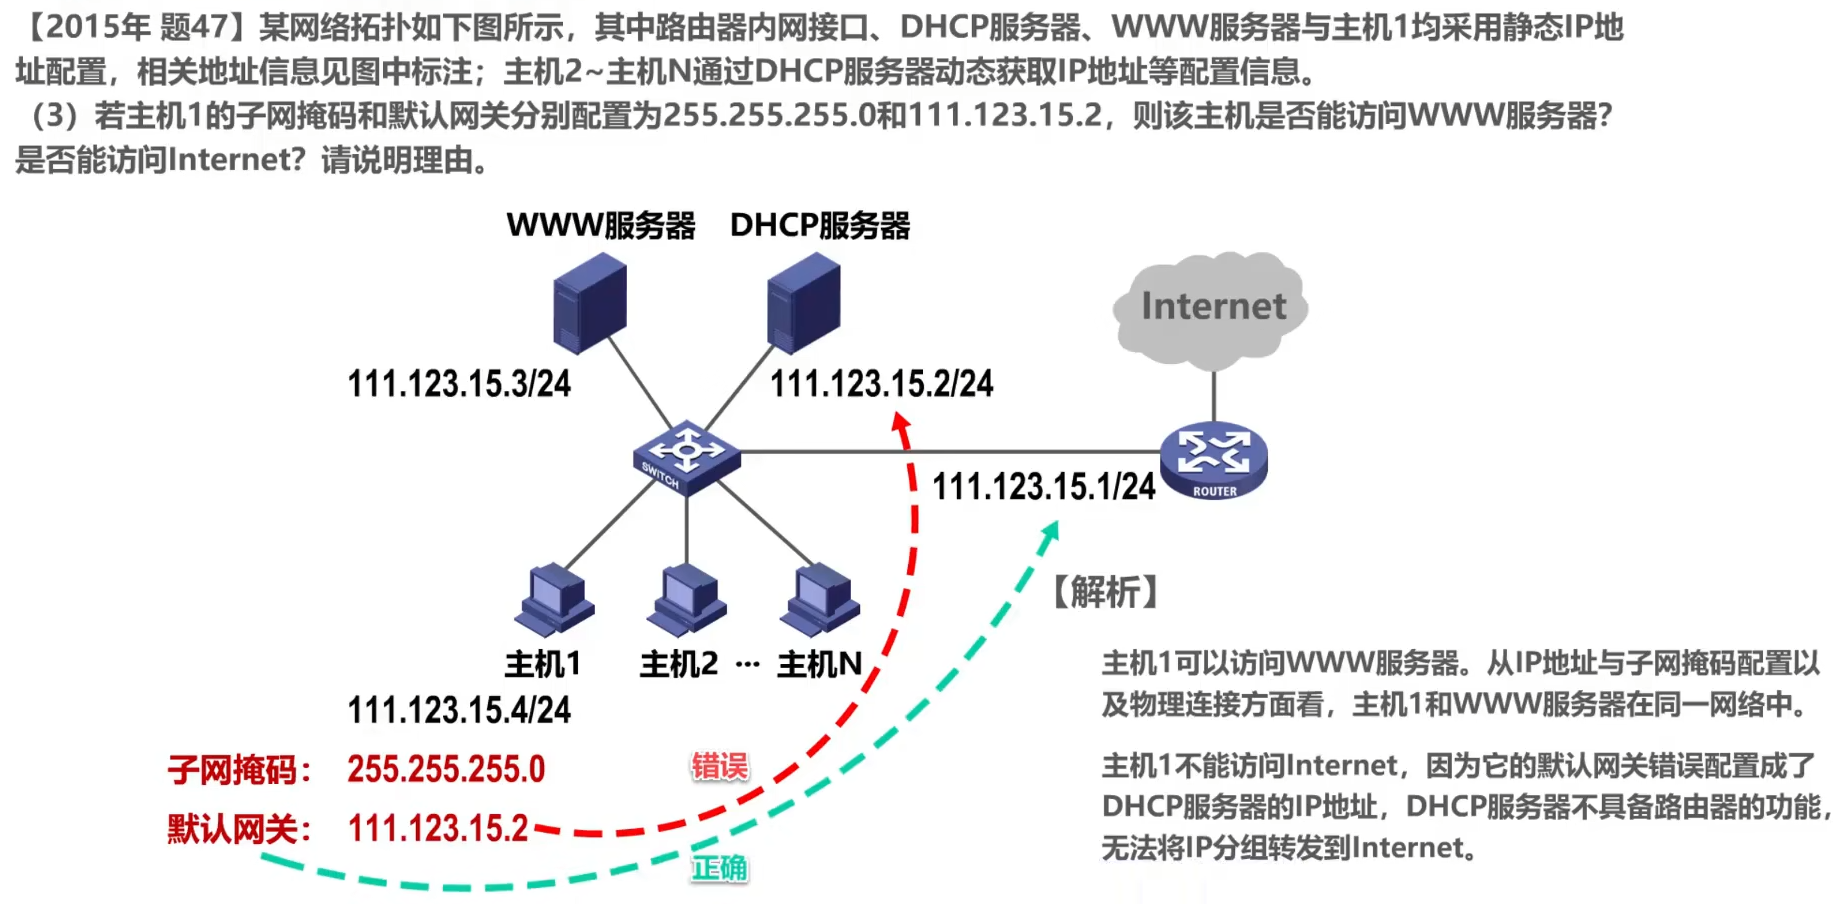 【2015年 题47】某网络拓扑如下图所示，其中路由器内网接口、DHCP服务器、WWW服务器与主机1均采用静态IP地
址配置，相关地址信息见图中标注；主机2~主机N通过DHCP服务器动态获取IP地址等配置信息。
（3）若主机1的子网掩码和默认网关分别配置为255.255.255.0和111.123.15.2，则该主机是否能访问WWW服务器？
是否能访问Internet？请说明理由。
WWW服务器 DHCP服务器
Internet
111.123.15.3/24 111.123.15.2/24
SWITCH
111.123.15.1/24
ROUTER
【解析】
主机1 主机2 ··· 主机N
111.123.15.4/24
子网掩码： 255.255.255.0
默认网关： 111.123.15.2
错误
正确
主机1可以访问WWW服务器。从IP地址与子网掩码配置以
及物理连接方面看，主机1和WWW服务器在同一网络中。
主机1不能访问Internet，因为它的默认网关错误配置成了
DHCP服务器的IP地址，DHCP服务器不具备路由器的功能，
无法将IP分组转发到Internet。